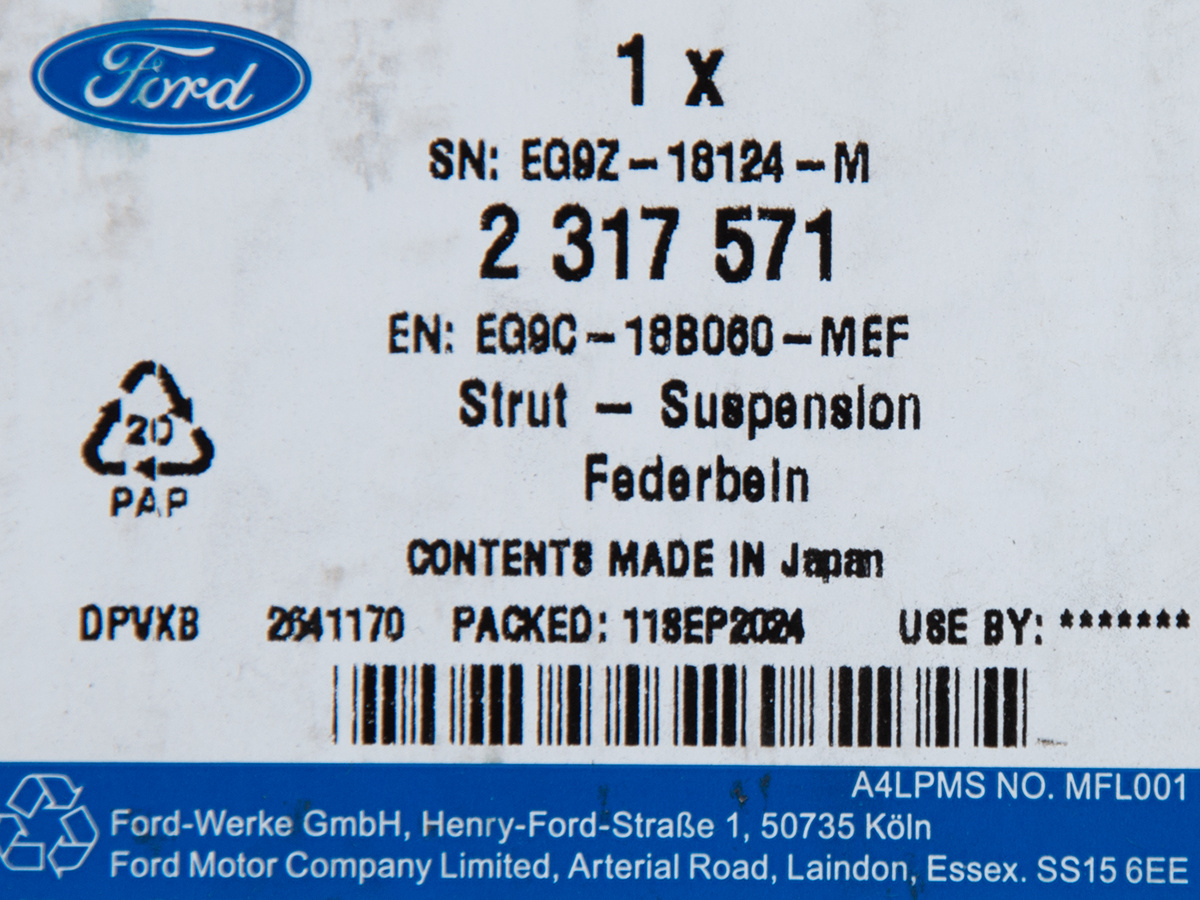 Ford
1 x
SN: EG9Z-18124-M
2 317 571
EN: EG9C-18B060-MEF
Strut - Suspension
Federbein
20
PAP
CONTENTS MADE IN Japan
DPVXB 2641170 PACKED: 11SEP2024 USE BY: *******
A4LPMS NO. MFL001
Ford-Werke GmbH, Henry-Ford-Straße 1, 50735 Köln
Ford Motor Company Limited, Arterial Road, Laindon, Essex. SS15 6EE